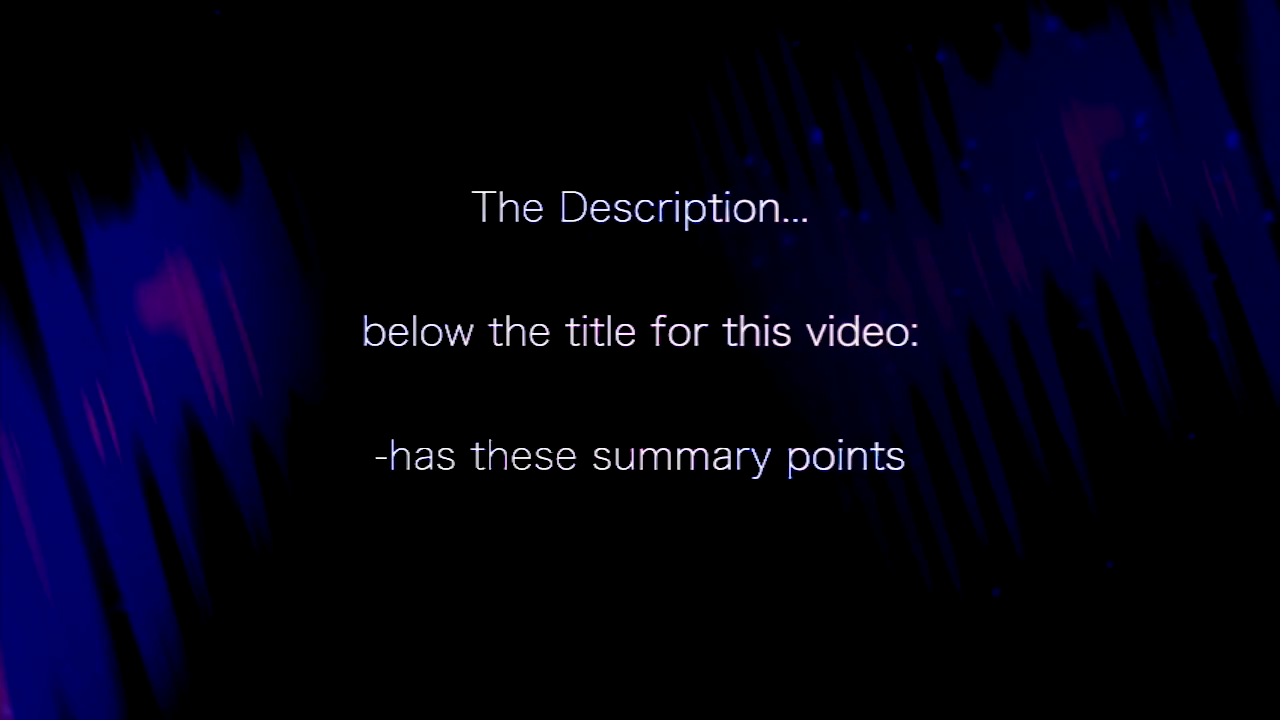 The Description...
below the title for this video:
-has these summary points